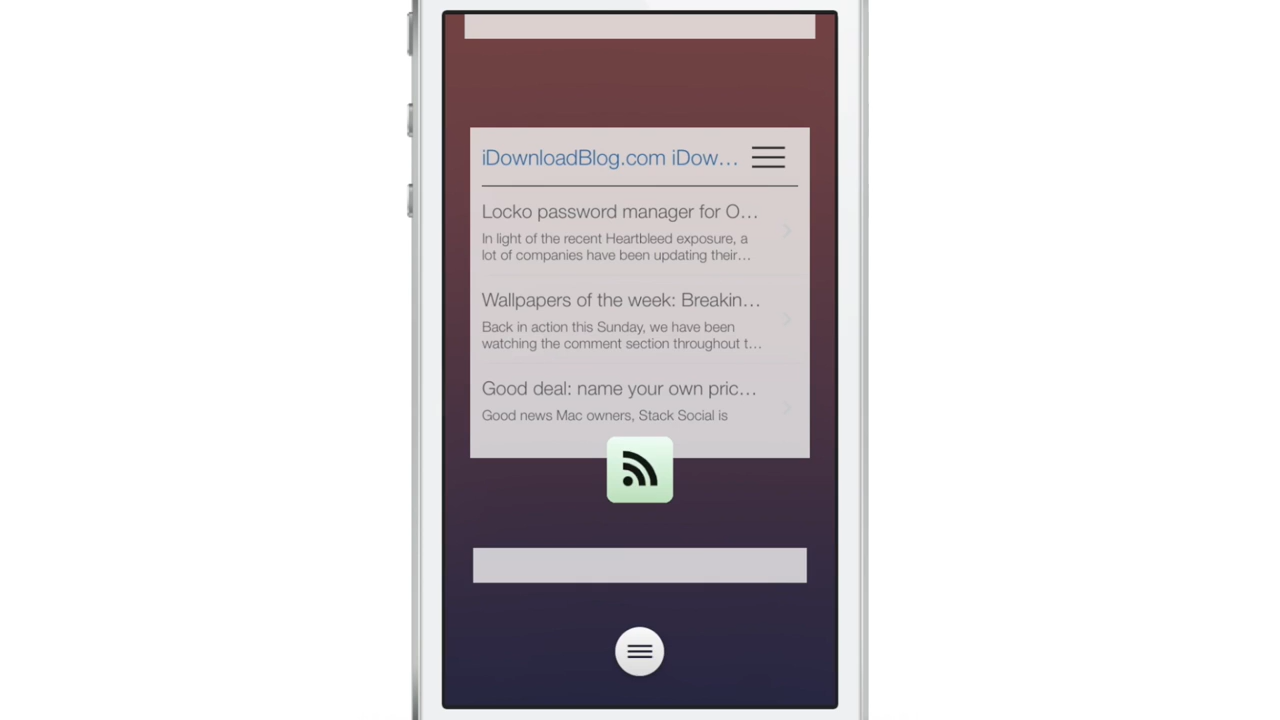 iDownloadBlog.com iDow...
Locko password manager for O...
In light of the recent Heartbleed exposure, a
lot of companies have been updating their...
Wallpapers of the week: Breakin...
Back in action this Sunday, we have been
watching the comment section throughout t...
Good deal: name your own pric...
Good news Mac owners, Stack Social is